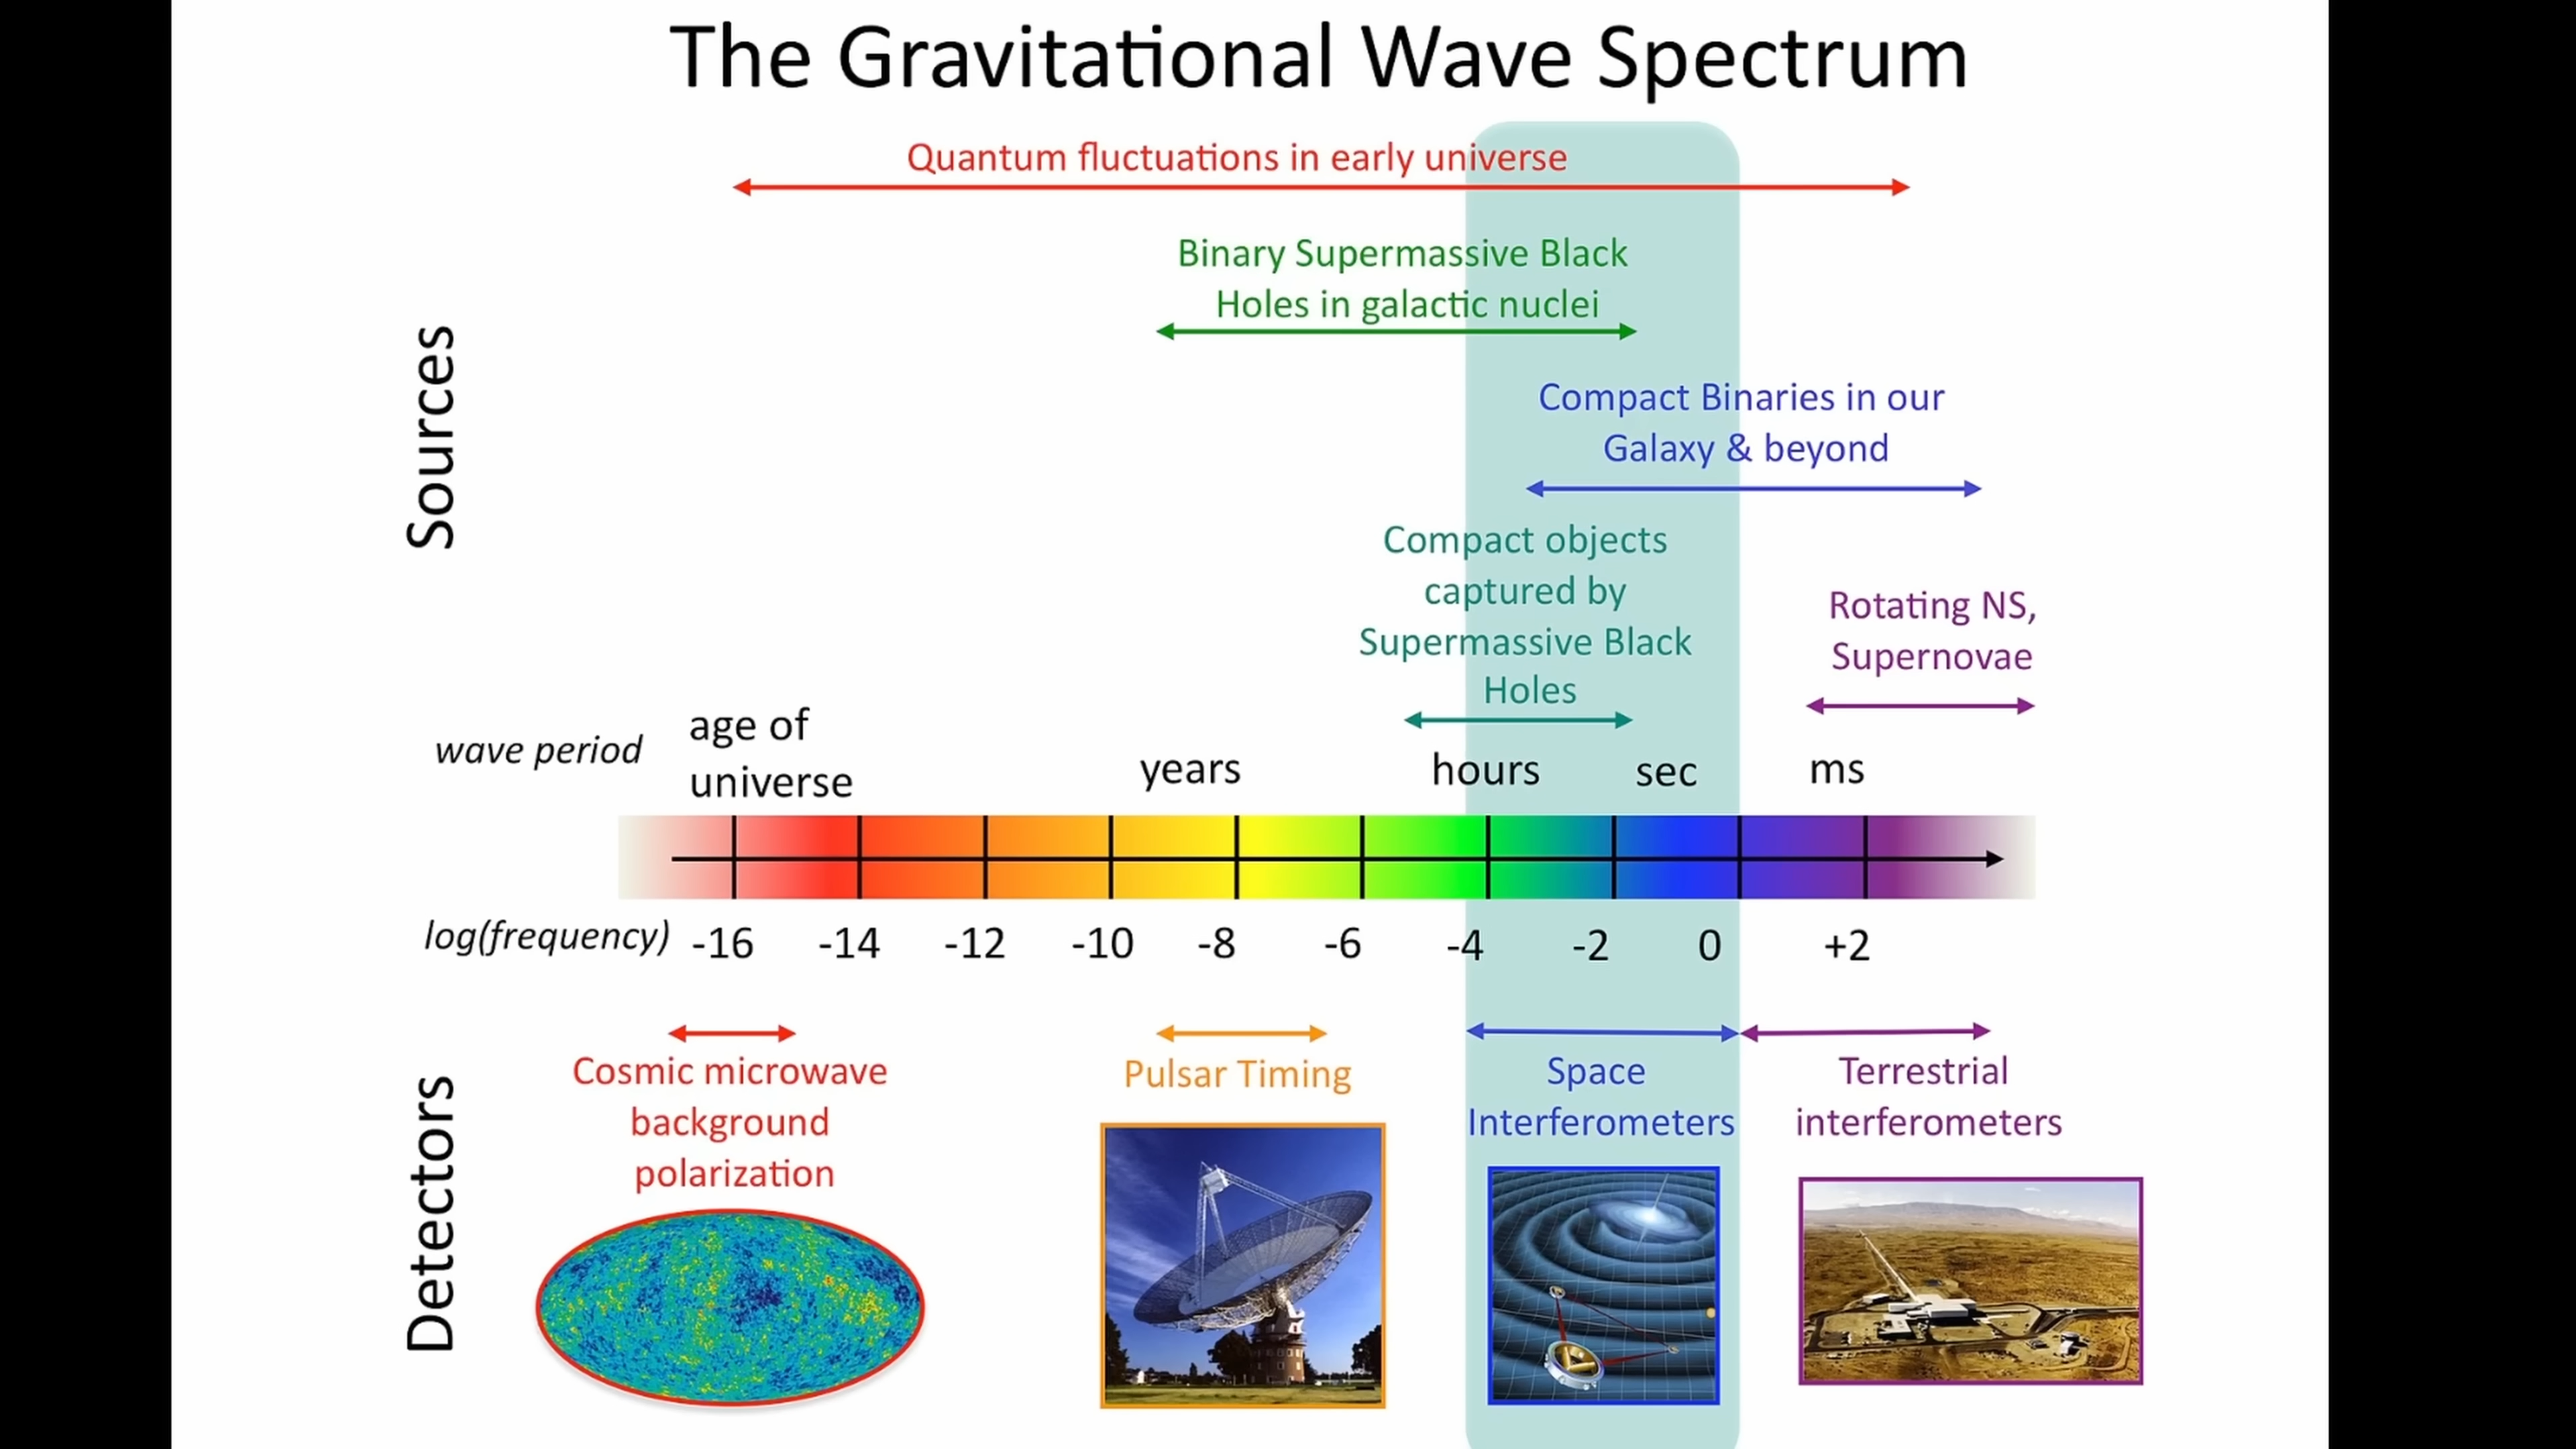 The Gravitational Wave Spectrum
Quantum fluctuations in early universe
Binary Supermassive Black
Holes in galactic nuclei
Compact Binaries in our
Galaxy & beyond
Sources
Compact objects
captured by
Supermassive Black
Holes
Rotating NS,
Supernovae
wave period
age of
universe
years
hours
sec
ms
log(frequency)
-16
-14
-12
-10
-8
-6
-4
-2
0
+2
Detectors
Cosmic microwave
background
polarization
Pulsar Timing
Space
Interferometers
Terrestrial
interferometers